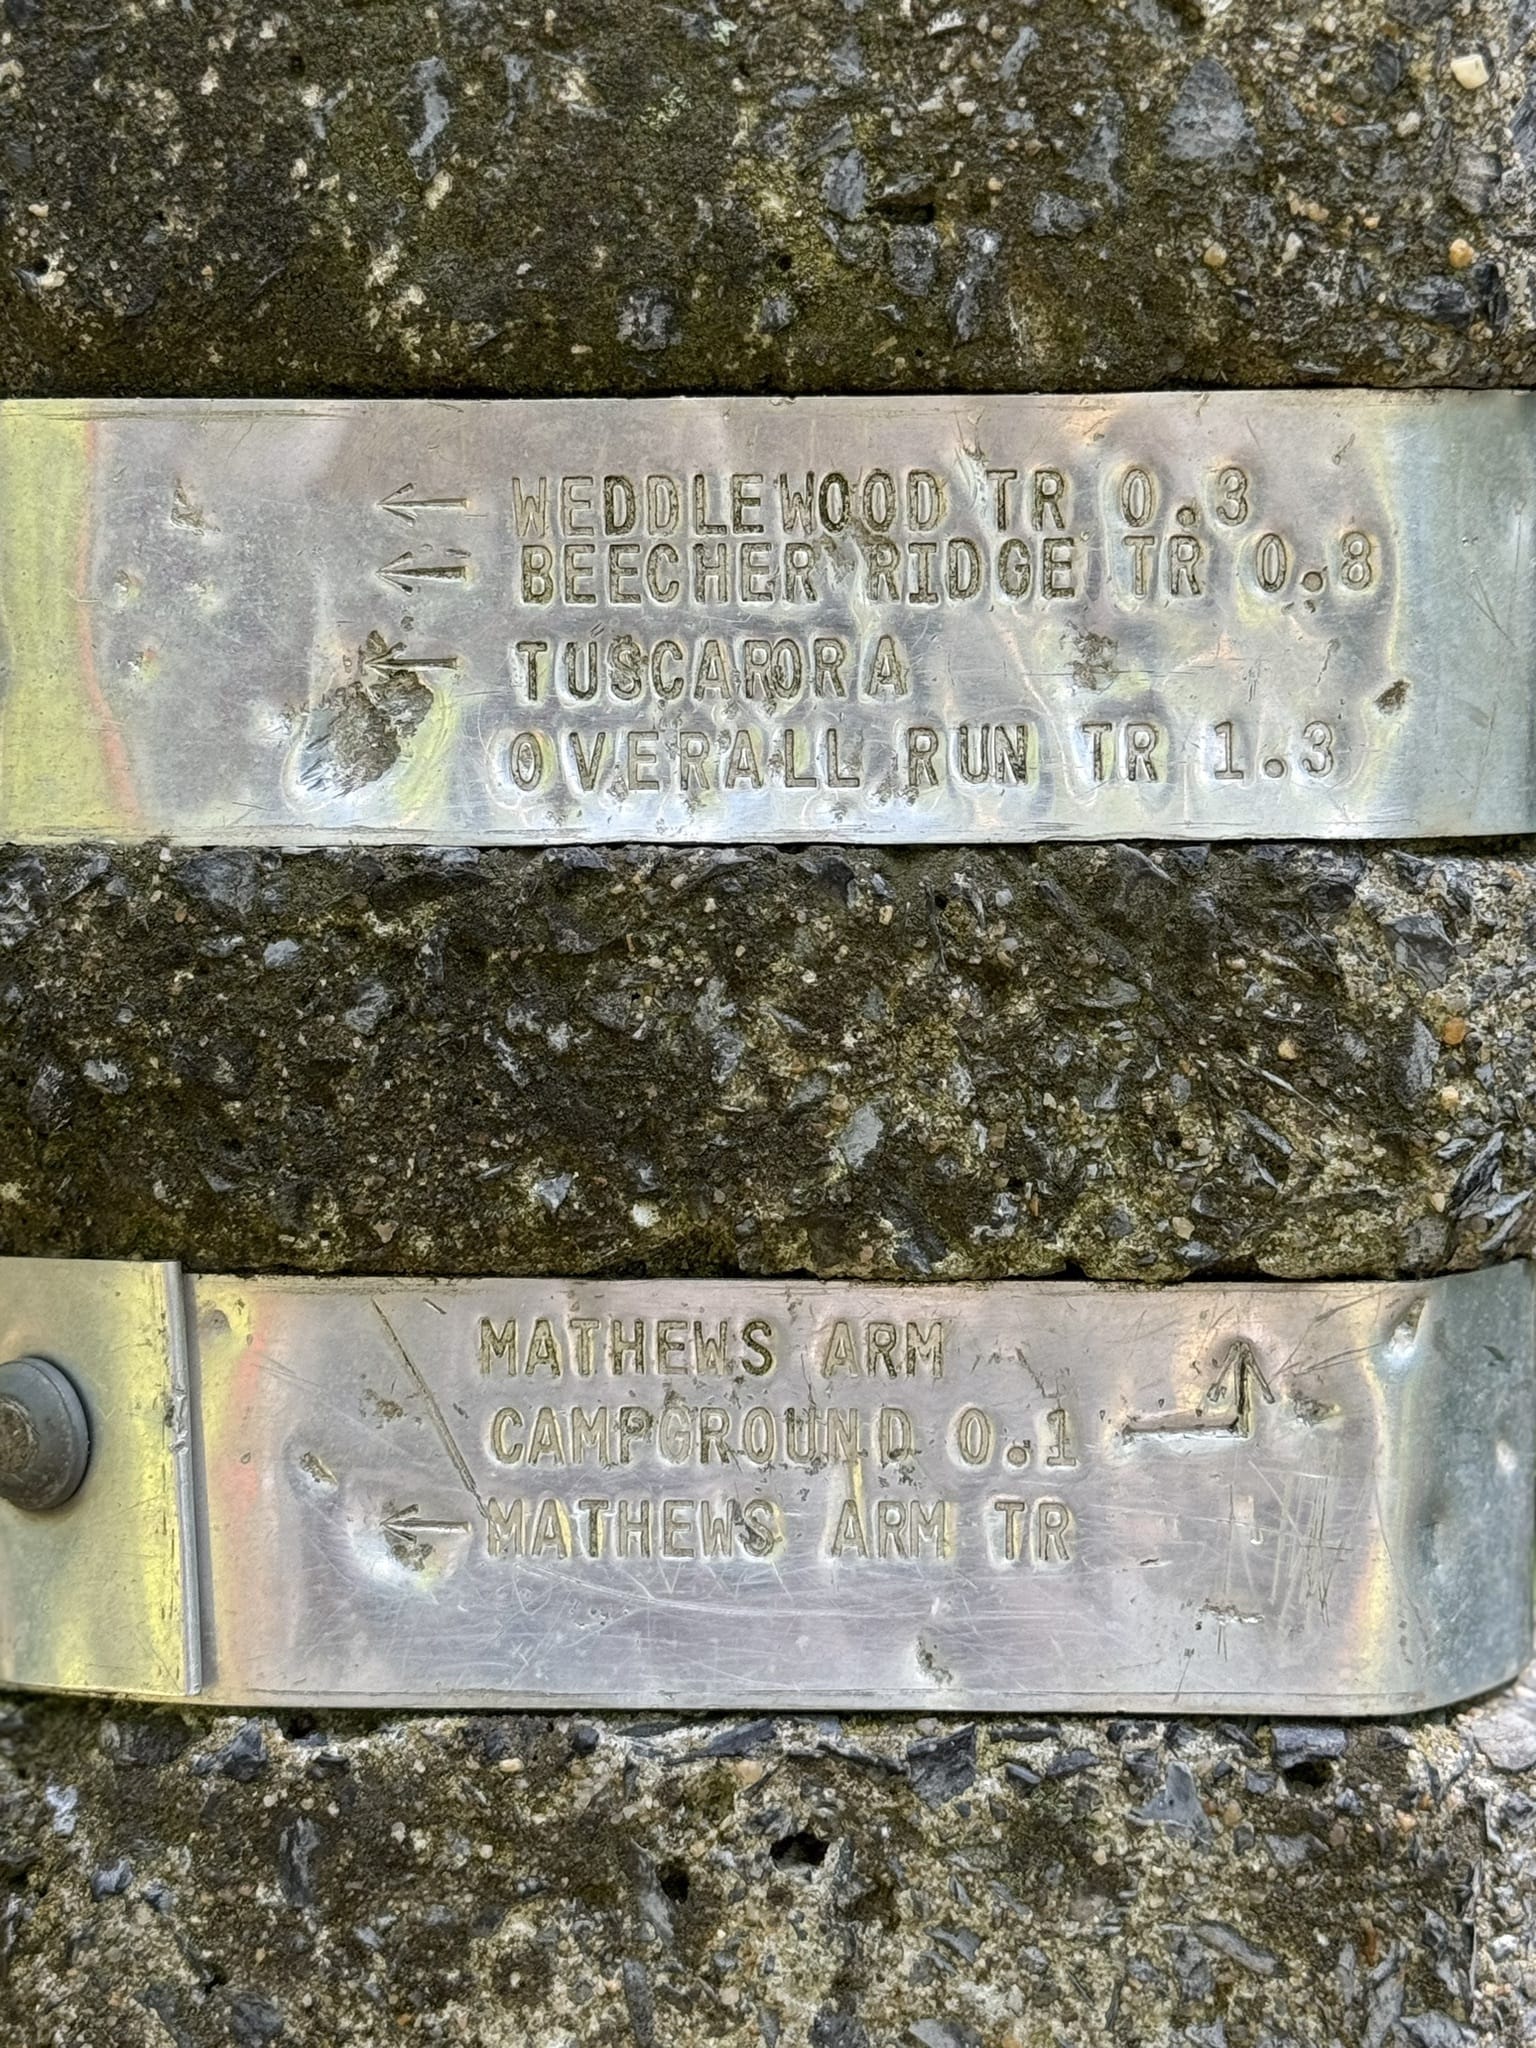 ← WEDDLEWOOD TR 0.3
← BEECHER RIDGE TR 0.8
← TUSCARORA
OVERALL RUN TR 1.3
MATHEWS ARM
CAMPGROUND 0.1
← MATHEWS ARM TR